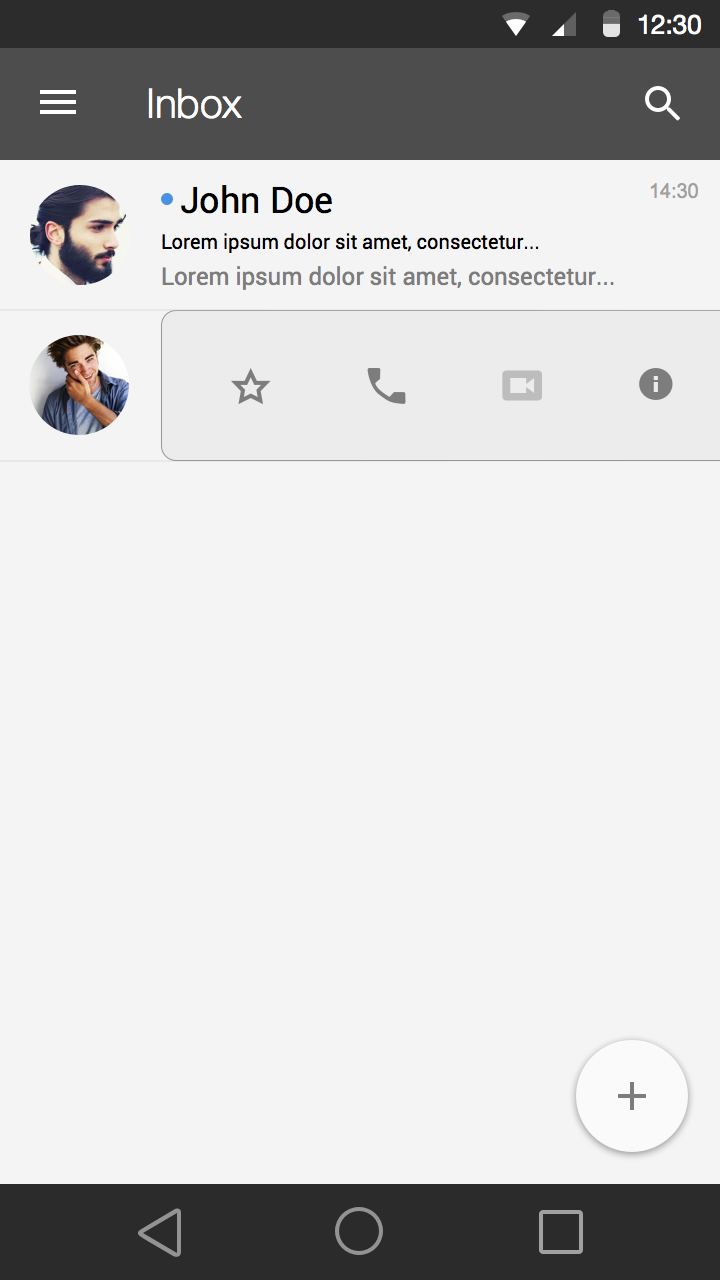 12:30
Inbox
John Doe
14:30
Lorem ipsum dolor sit amet, consectetur...
Lorem ipsum dolor sit amet, consectetur...